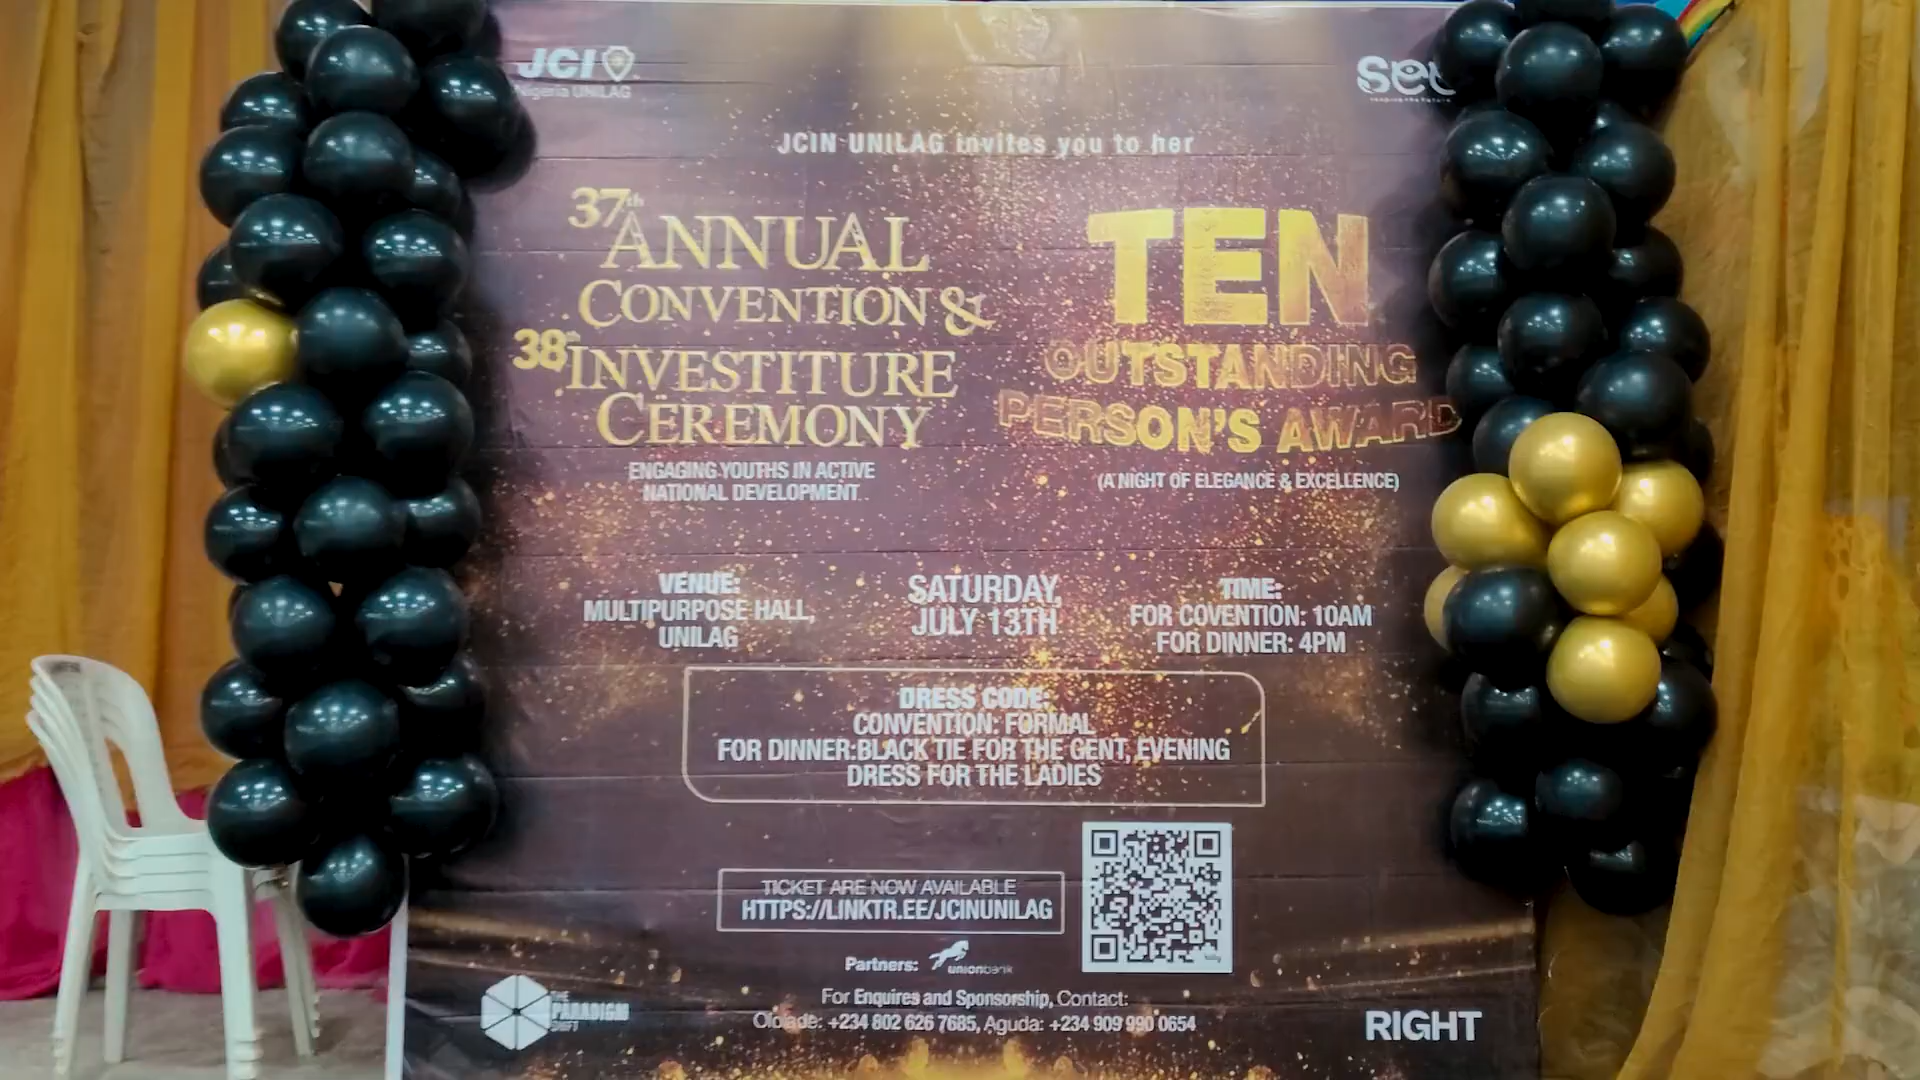 JCI
Nigeria UNILAG
JCIN UNILAG invites you to her
37th
ANNUAL
CONVENTION &
38th INVESTITURE
CEREMONY
ENGAGING YOUTHS IN ACTIVE
NATIONAL DEVELOPMENT
TEN
OUTSTANDING
PERSON'S AWARD
(A NIGHT OF ELEGANCE & EXCELLENCE)
VENUE:
MULTIPURPOSE HALL,
UNILAG
SATURDAY,
JULY 13TH
TIME:
FOR COVENTION: 10AM
FOR DINNER: 4PM
DRESS CODE:
CONVENTION: FORMAL
FOR DINNER:BLACK TIE FOR THE GENT, EVENING
DRESS FOR THE LADIES
TICKET ARE NOW AVAILABLE
HTTPS://LINKTR.EE/JCINUNILAG
Partners: unionbank
For Enquires and Sponsorship, Contact:
Ololade: +234 802 626 7685, Aguda: +234 909 990 0654
THE
PARADIGM
SHIFT
RIGHT